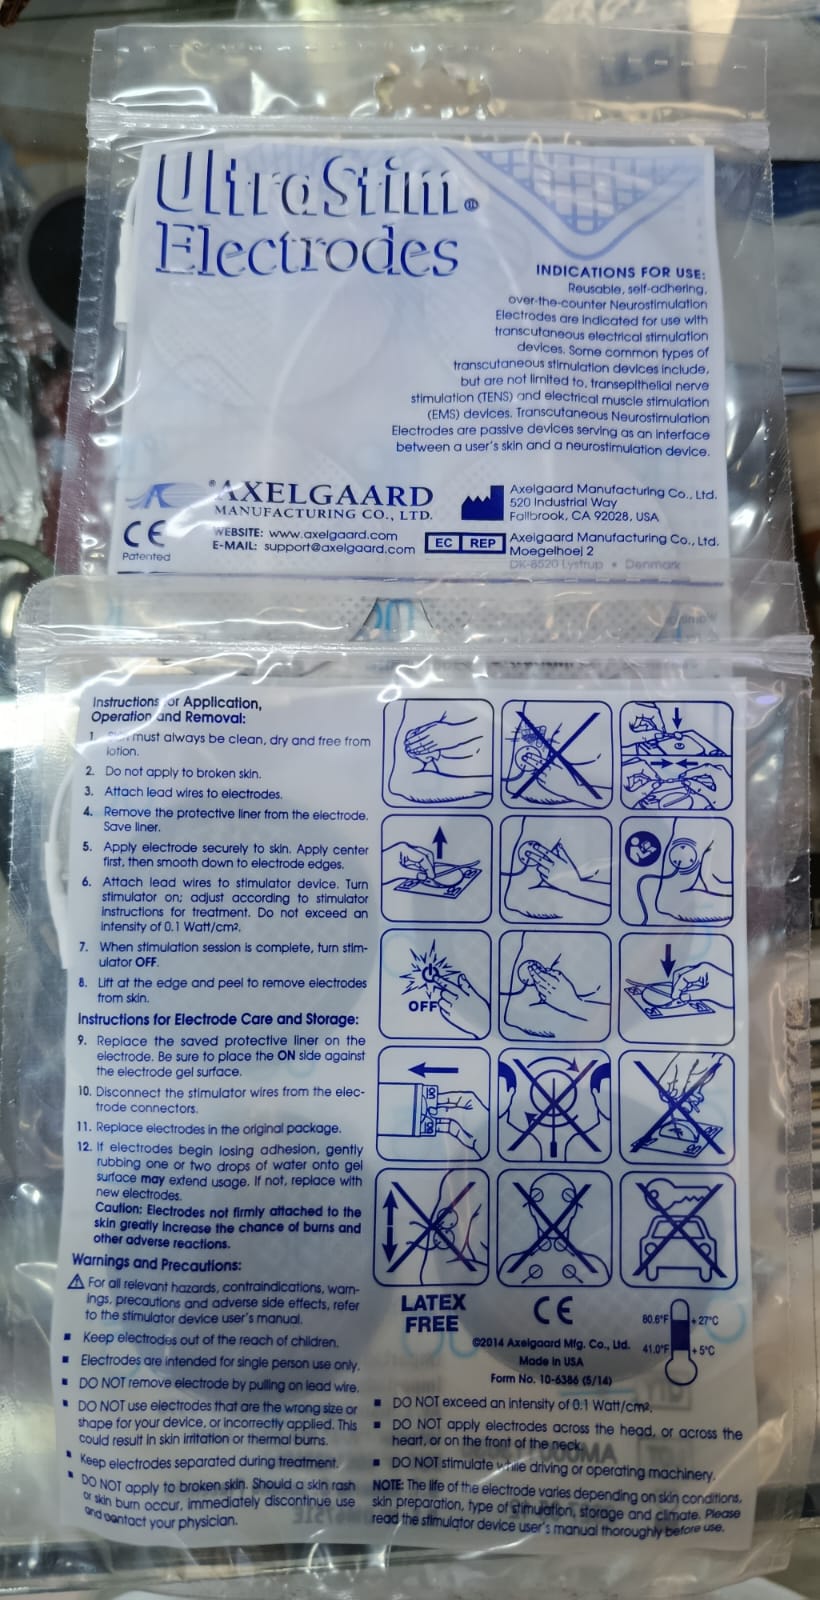 UltraStim®
Electrodes
INDICATIONS FOR USE:
Reusable, self-adhering,
over-the-counter Neurostimulation
Electrodes are indicated for use with
transcutaneous electrical stimulation
devices. Some common types of
transcutaneous stimulation devices include,
but are not limited to, transepithelial nerve
stimulation (TENS) and electrical muscle stimulation
(EMS) devices. Transcutaneous Neurostimulation
Electrodes are passive devices serving as an interface
between a user's skin and a neurostimulation device.
®AXELGAARD
MANUFACTURING CO., LTD.
CE
Patented
WEBSITE: www.axelgaard.com
E-MAIL: support@axelgaard.com
Axelgaard Manufacturing Co., Ltd.
520 Industrial Way
Fallbrook, CA 92028, USA
EC REP
Axelgaard Manufacturing Co., Ltd.
Moegelhoej 2
DK-8520 Lystrup • Denmark
Instructions for Application,
Operation and Removal:
1. Skin must always be clean, dry and free from
lotion.
2. Do not apply to broken skin.
3. Attach lead wires to electrodes.
4. Remove the protective liner from the electrode.
Save liner.
5. Apply electrode securely to skin. Apply center
first, then smooth down to electrode edges.
6. Attach lead wires to stimulator device. Turn
stimulator on; adjust according to stimulator
instructions for treatment. Do not exceed an
intensity of 0.1 Watt/cm².
7. When stimulation session is complete, turn stim-
ulator OFF.
8. Lift at the edge and peel to remove electrodes
from skin.
Instructions for Electrode Care and Storage:
9. Replace the saved protective liner on the
electrode. Be sure to place the ON side against
the electrode gel surface.
10. Disconnect the stimulator wires from the elec-
trode connectors.
11. Replace electrodes in the original package.
12. If electrodes begin losing adhesion, gently
rubbing one or two drops of water onto gel
surface may extend usage. If not, replace with
new electrodes.
Caution: Electrodes not firmly attached to the
skin greatly increase the chance of burns and
other adverse reactions.
Warnings and Precautions:
For all relevant hazards, contraindications, warn-
ings, precautions and adverse side effects, refer
to the stimulator device user's manual.
▪ Keep electrodes out of the reach of children.
▪ Electrodes are intended for single person use only.
▪ DO NOT remove electrode by pulling on lead wire.
▪ DO NOT use electrodes that are the wrong size or
shape for your device, or incorrectly applied. This
could result in skin irritation or thermal burns.
▪ Keep electrodes separated during treatment.
▪ DO NOT apply to broken skin. Should a skin rash
or skin burn occur, immediately discontinue use
and contact your physician.
OFF
LATEX
FREE
CE
©2014 Axelgaard Mfg. Co., Ltd.
Made in USA
Form No. 10-6386 (5/14)
80.6°F +27°C
41.0°F +5°C
▪ DO NOT exceed an intensity of 0.1 Watt/cm².
▪ DO NOT apply electrodes across the head, or across the
heart, or on the front of the neck.
▪ DO NOT stimulate while driving or operating machinery.
NOTE: The life of the electrode varies depending on skin conditions,
skin preparation, type of stimulation, storage and climate. Please
read the stimulator device user's manual thoroughly before use.